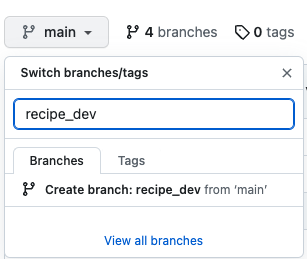 main 4 branches 0 tags
Switch branches/tags
recipe_dev
Branches Tags
Create branch: recipe_dev from ‘main’
View all branches